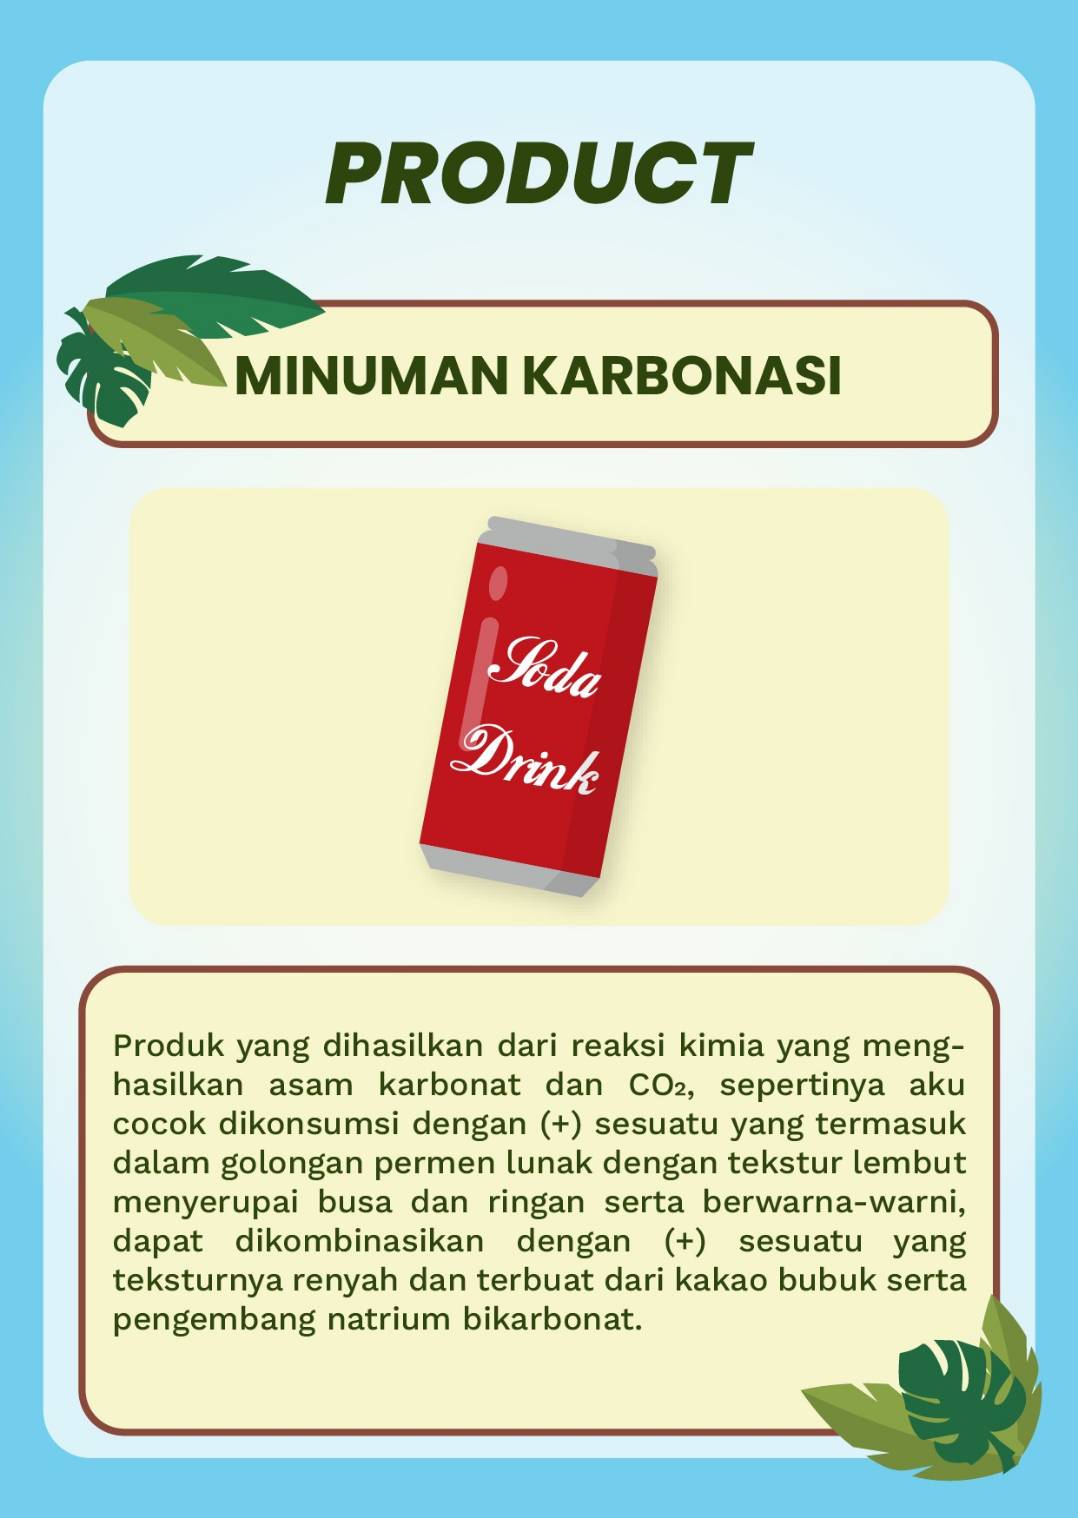 PRODUCT
MINUMAN KARBONASI
Soda
Drink
Produk yang dihasilkan dari reaksi kimia yang meng-
hasilkan asam karbonat dan CO₂, sepertinya aku
cocok dikonsumsi dengan (+) sesuatu yang termasuk
dalam golongan permen lunak dengan tekstur lembut
menyerupai busa dan ringan serta berwarna-warni,
dapat dikombinasikan dengan (+) sesuatu yang
teksturnya renyah dan terbuat dari kakao bubuk serta
pengembang natrium bikarbonat.